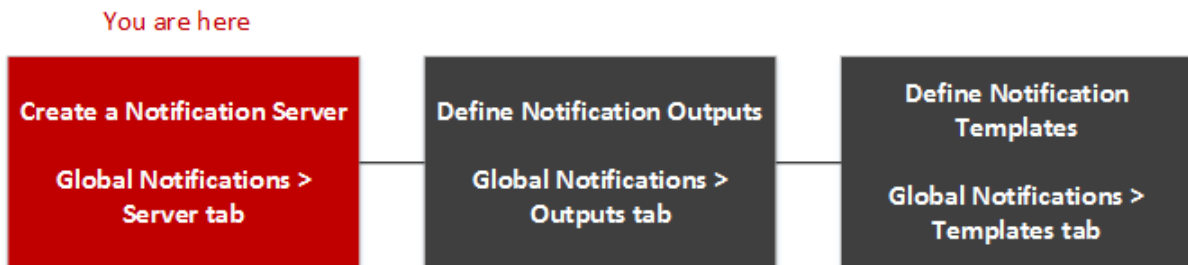 You are here
Create a Notification Server
Global Notifications >
Server tab
Define Notification Outputs
Global Notifications >
Outputs tab
Define Notification
Templates
Global Notifications >
Templates tab